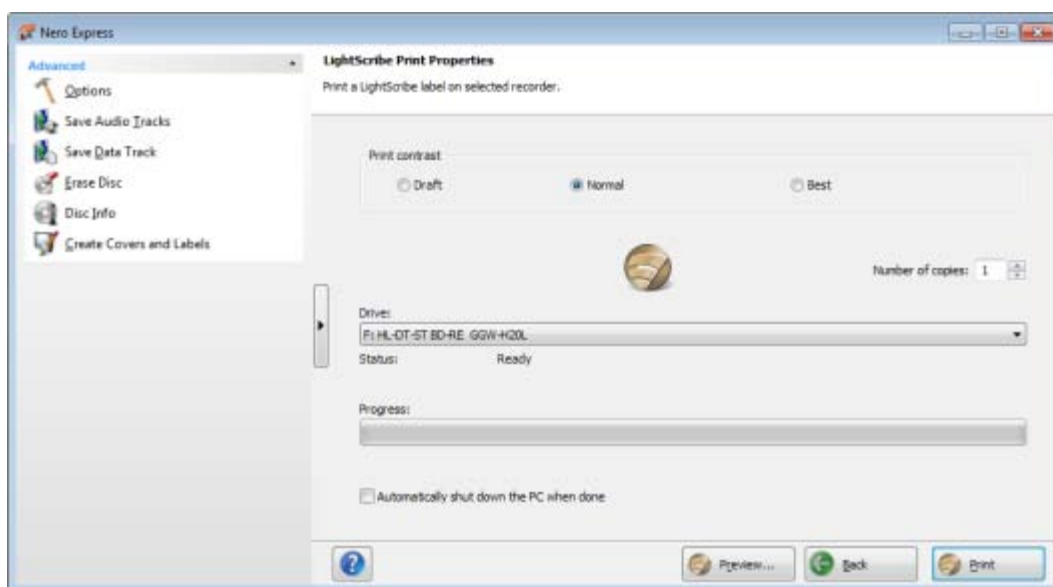 Nero Express
Advanced
Options
Save Audio Tracks
Save Data Track
Erase Disc
Disc Info
Create Covers and Labels
LightScribe Print Properties
Print a LightScribe label on selected recorder.
Print contrast
Draft Normal Best
Number of copies: 1
Drive:
F: HL-DT-ST BD-RE GGW-H20L
Status: Ready
Progress:
Automatically shut down the PC when done
? Preview... Back Print